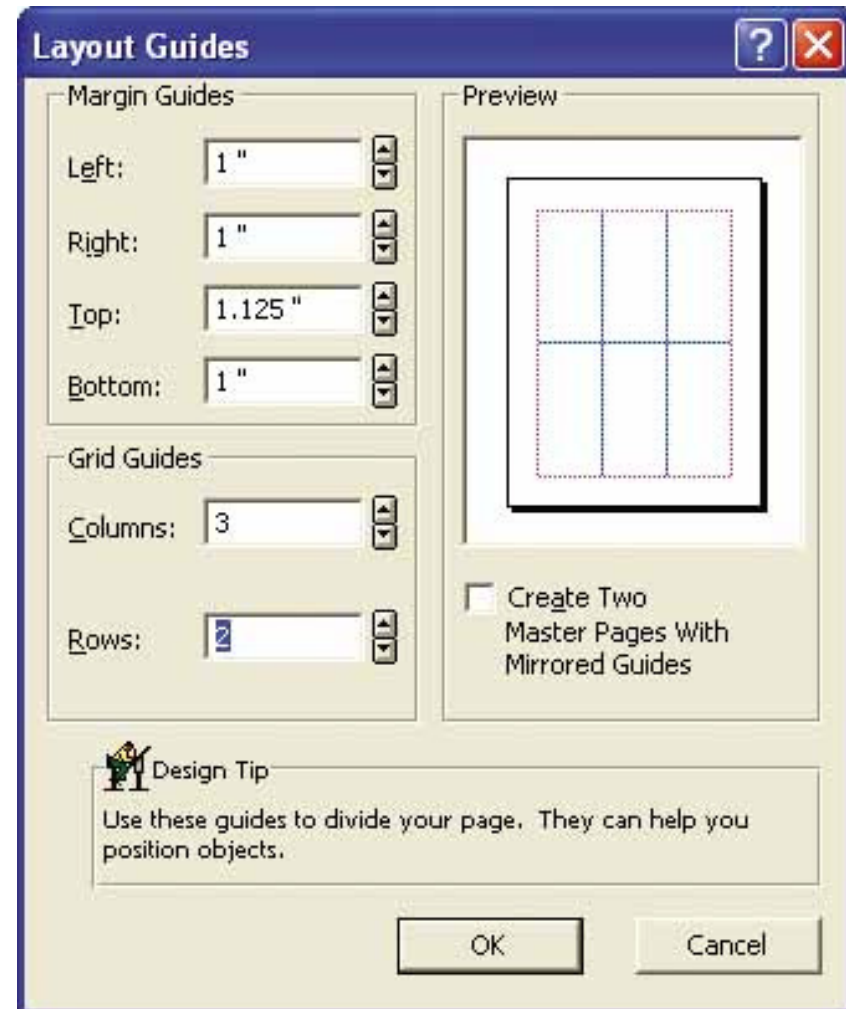 Layout Guides
Margin Guides
Left: 1 "
Right: 1 "
Top: 1.125 "
Bottom: 1 "
Grid Guides
Columns: 3
Rows: 2
Preview
Create Two
Master Pages With
Mirrored Guides
Design Tip
Use these guides to divide your page. They can help you
position objects.
OK
Cancel